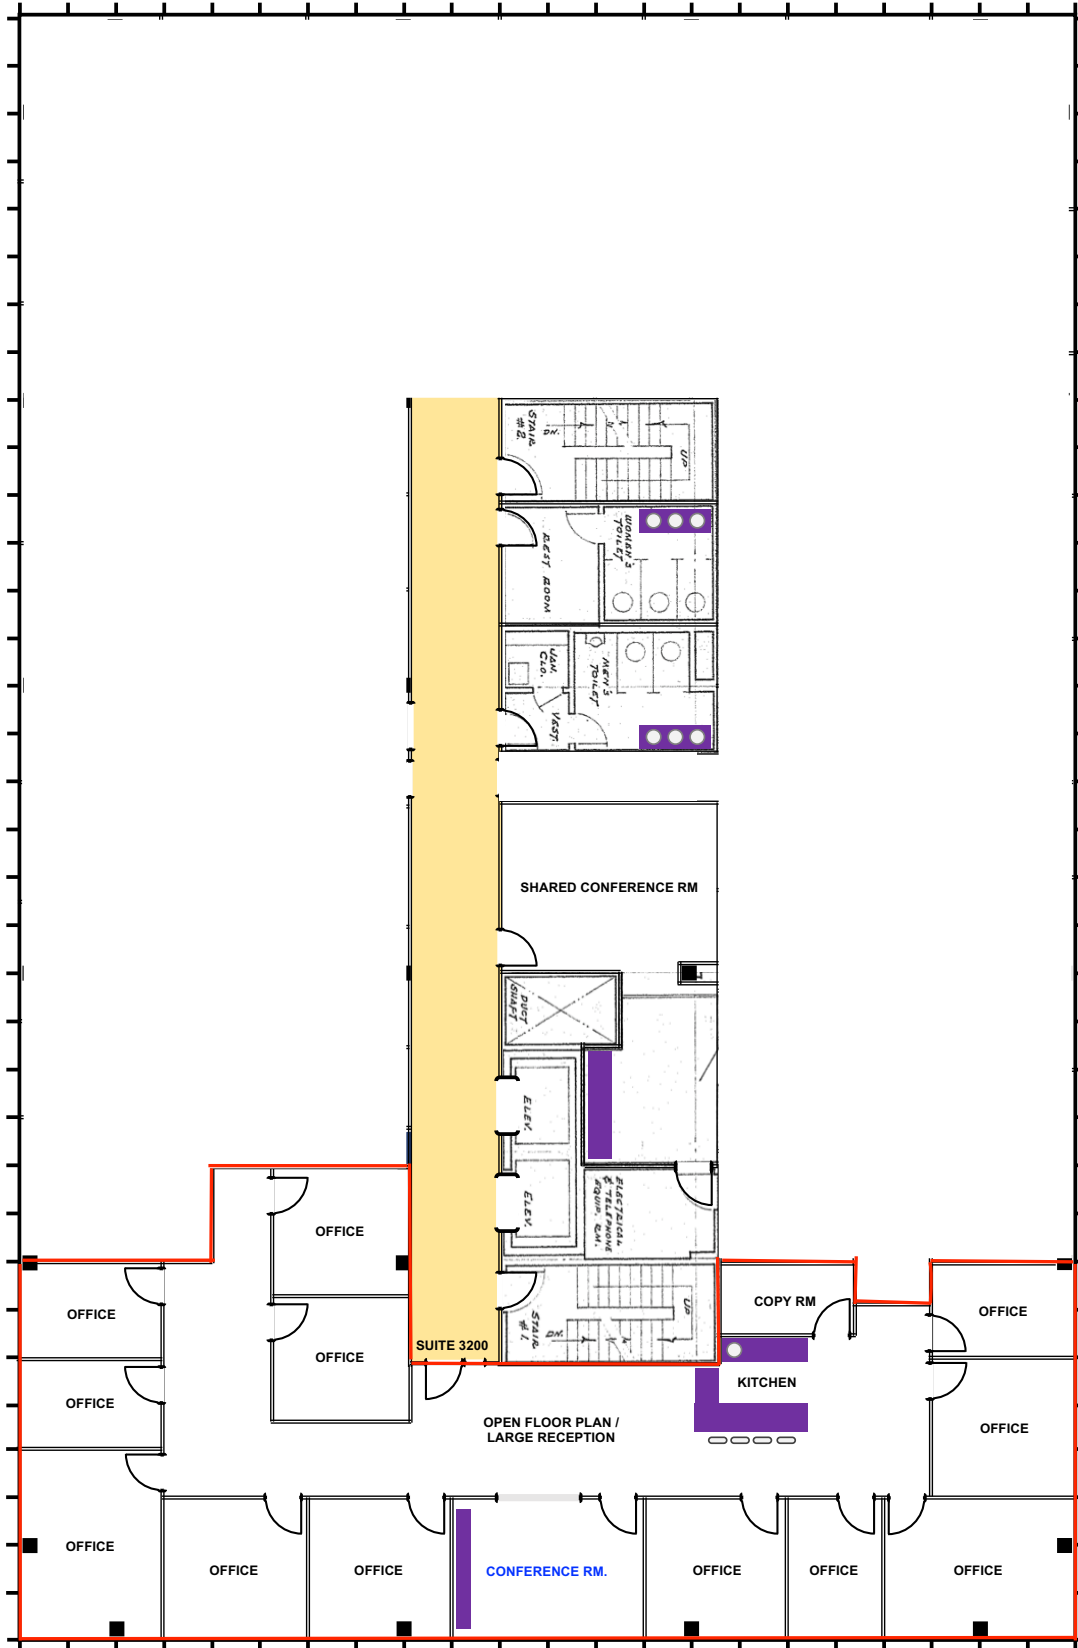 STAIR
#2.
DN.
UP
WOMEN'S
TOILET
REST ROOM
JAN.
CLO.
MEN'S
TOILET
VEST.
SHARED CONFERENCE RM
DUCT
SHAFT
ELEV.
ELEV.
ELECTRICAL
& TELEPHONE
EQUIP. RM.
OFFICE
OFFICE
COPY RM
OFFICE
UP
STAIR
#1.
DN.
SUITE 3200
OFFICE
KITCHEN
OFFICE
OPEN FLOOR PLAN /
LARGE RECEPTION
OFFICE
OFFICE
OFFICE
OFFICE
CONFERENCE RM.
OFFICE
OFFICE
OFFICE